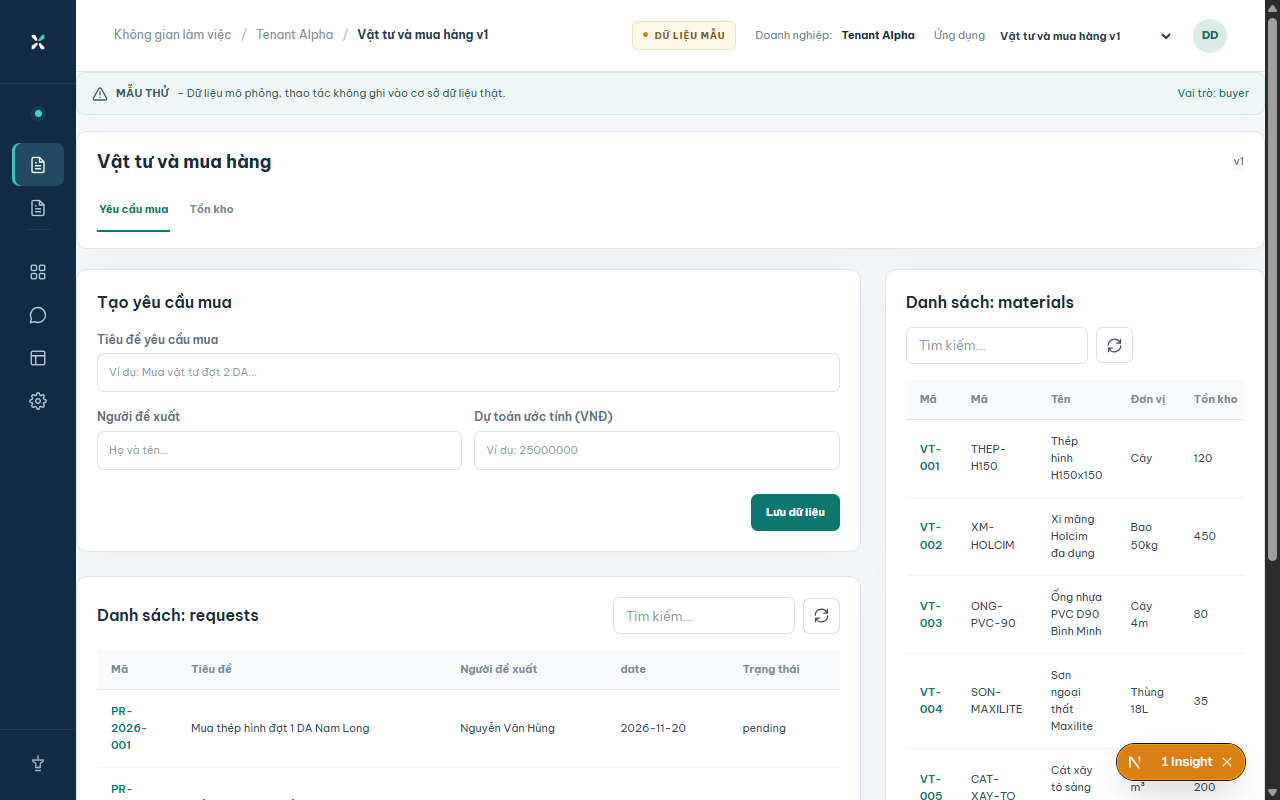 Không gian làm việc / Tenant Alpha / Vật tư và mua hàng v1
DỮ LIỆU MẪU
Doanh nghiệp: Tenant Alpha
Ứng dụng Vật tư và mua hàng v1
DD
MẪU THỬ – Dữ liệu mô phỏng, thao tác không ghi vào cơ sở dữ liệu thật.
Vai trò: buyer
Vật tư và mua hàng
v1
Yêu cầu mua
Tồn kho
Tạo yêu cầu mua
Tiêu đề yêu cầu mua
Ví dụ: Mua vật tư đợt 2 DA...
Người đề xuất
Dự toán ước tính (VNĐ)
Họ và tên...
Ví dụ: 25000000
Lưu dữ liệu
Danh sách: requests
Tìm kiếm...
Mã Tiêu đề Người đề xuất date Trạng thái
PR-
2026-
001
Mua thép hình đợt 1 DA Nam Long
Nguyễn Văn Hùng
2026-11-20
pending
PR-
Danh sách: materials
Tìm kiếm...
Mã Mã Tên Đơn vị Tồn kho
VT-
001
THEP-
H150
Thép
hình
H150x150
Cây
120
VT-
002
XM-
HOLCIM
Xi măng
Holcim
đa dụng
Bao
50kg
450
VT-
003
ONG-
PVC-90
Ống nhựa
PVC D90
Bình Minh
Cây
4m
80
VT-
004
SON-
MAXILITE
Sơn
ngoại
thất
Maxilite
Thùng
18L
35
VT-
005
CAT-
XAY-TO
Cát xây
tô sàng
m³
200
N 1 Insight